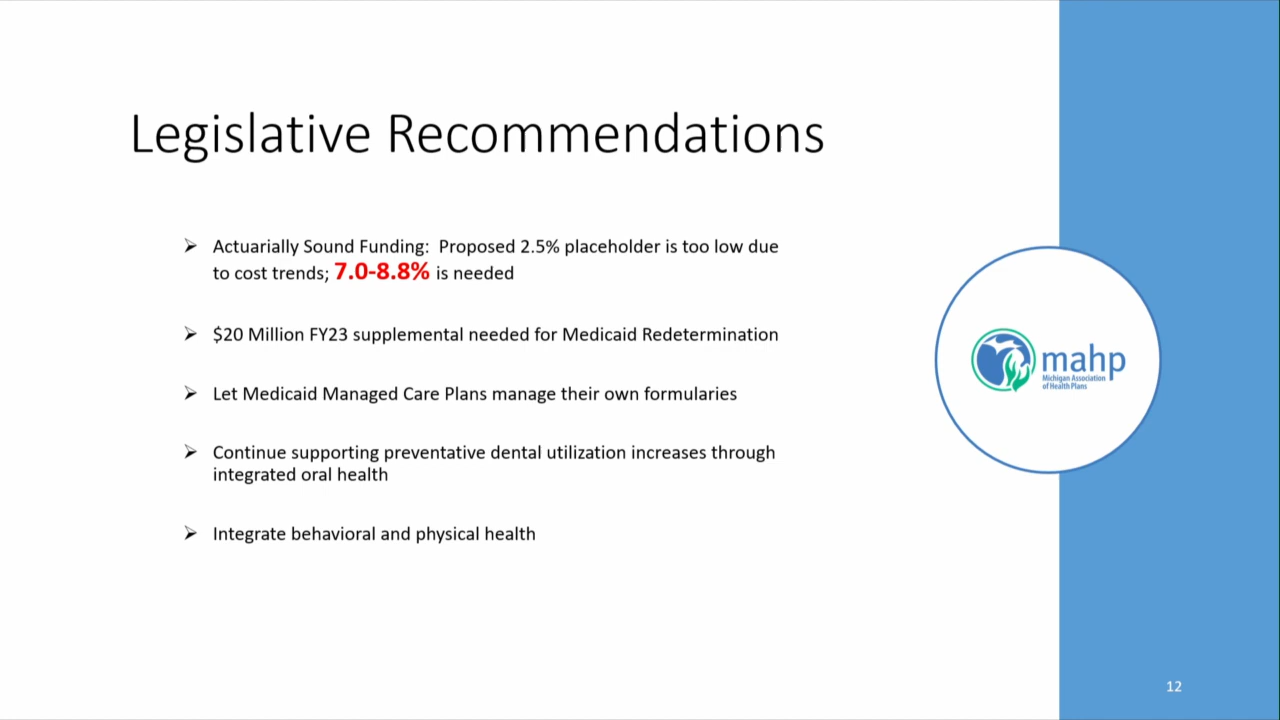 Legislative Recommendations
➢ Actuarially Sound Funding:  Proposed 2.5% placeholder is too low due
to cost trends; 7.0-8.8% is needed
➢ $20 Million FY23 supplemental needed for Medicaid Redetermination
➢ Let Medicaid Managed Care Plans manage their own formularies
➢ Continue supporting preventative dental utilization increases through
integrated oral health
➢ Integrate behavioral and physical health
mahp
Michigan Association
of Health Plans
12